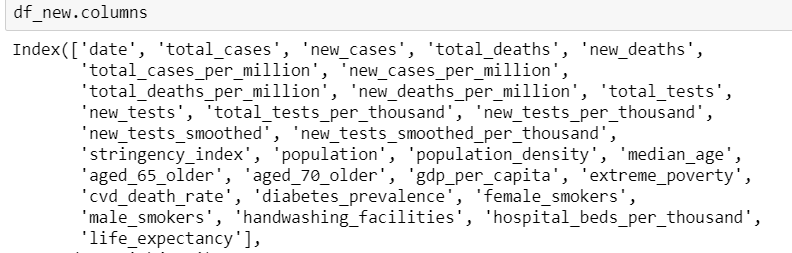 df_new.columns
Index(['date', 'total_cases', 'new_cases', 'total_deaths', 'new_deaths',
'total_cases_per_million', 'new_cases_per_million',
'total_deaths_per_million', 'new_deaths_per_million', 'total_tests',
'new_tests', 'total_tests_per_thousand', 'new_tests_per_thousand',
'new_tests_smoothed', 'new_tests_smoothed_per_thousand',
'stringency_index', 'population', 'population_density', 'median_age',
'aged_65_older', 'aged_70_older', 'gdp_per_capita', 'extreme_poverty',
'cvd_death_rate', 'diabetes_prevalence', 'female_smokers',
'male_smokers', 'handwashing_facilities', 'hospital_beds_per_thousand',
'life_expectancy'],